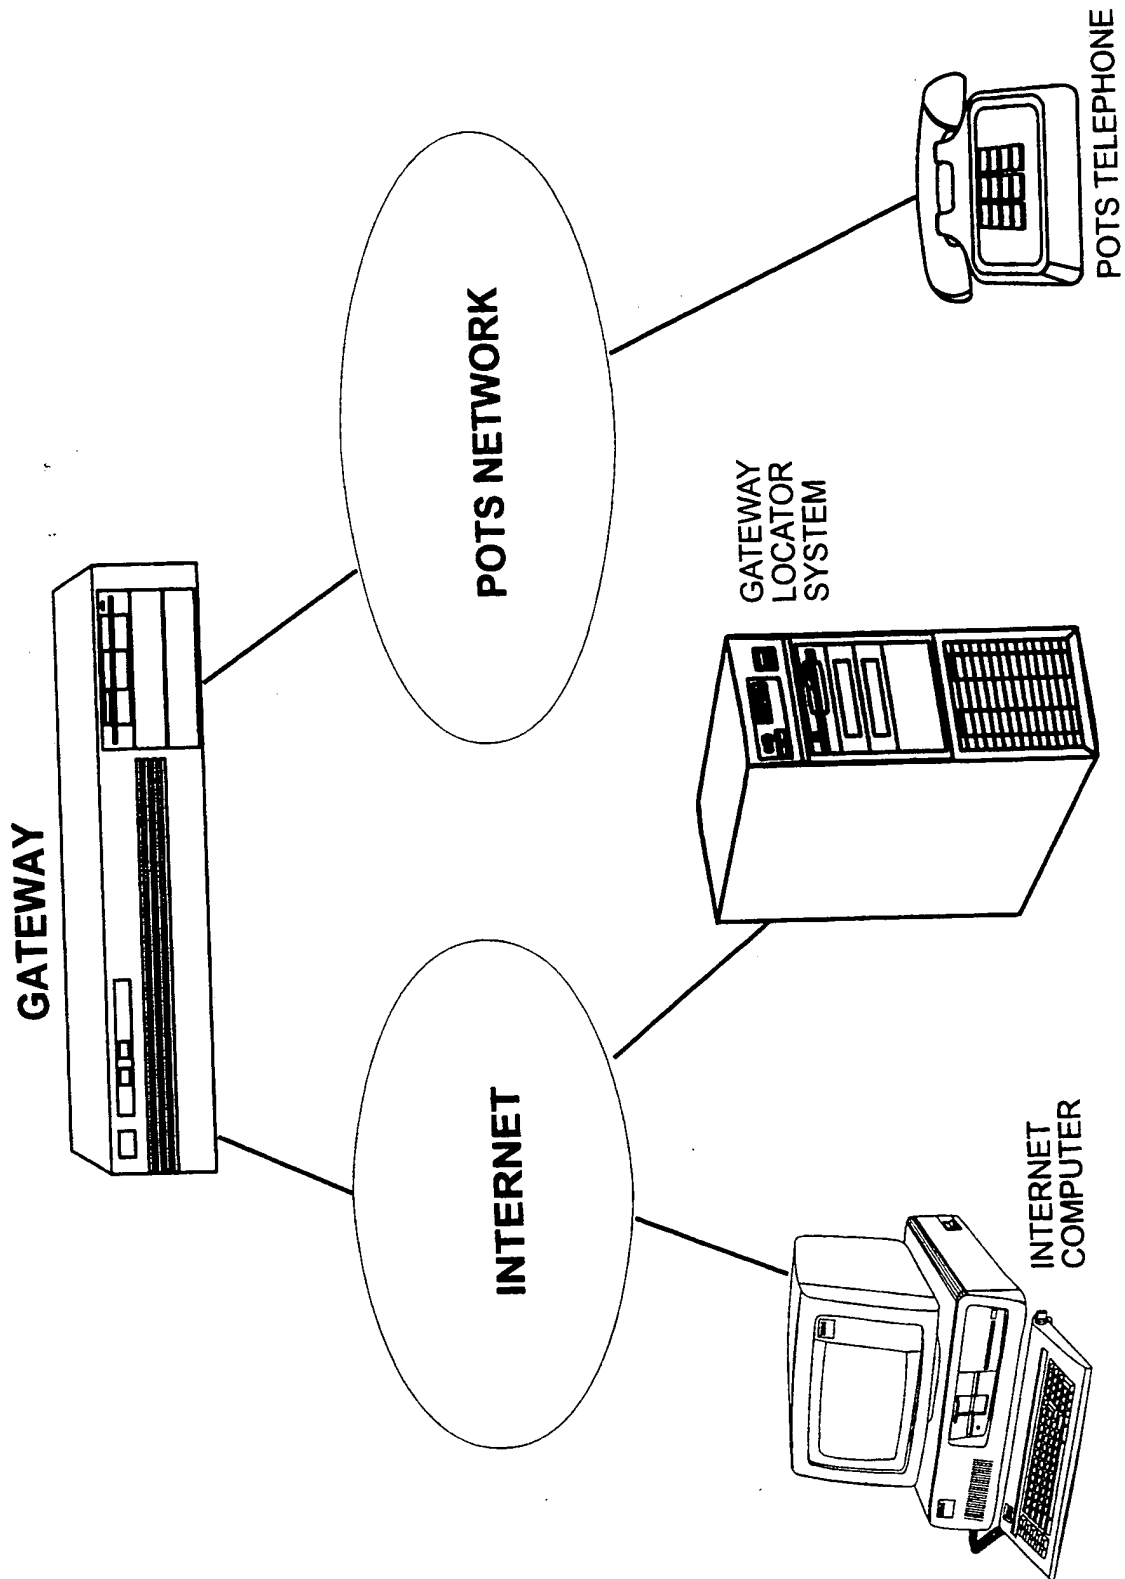 GATEWAY
INTERNET
POTS NETWORK
GATEWAY
LOCATOR
SYSTEM
INTERNET
COMPUTER
POTS TELEPHONE